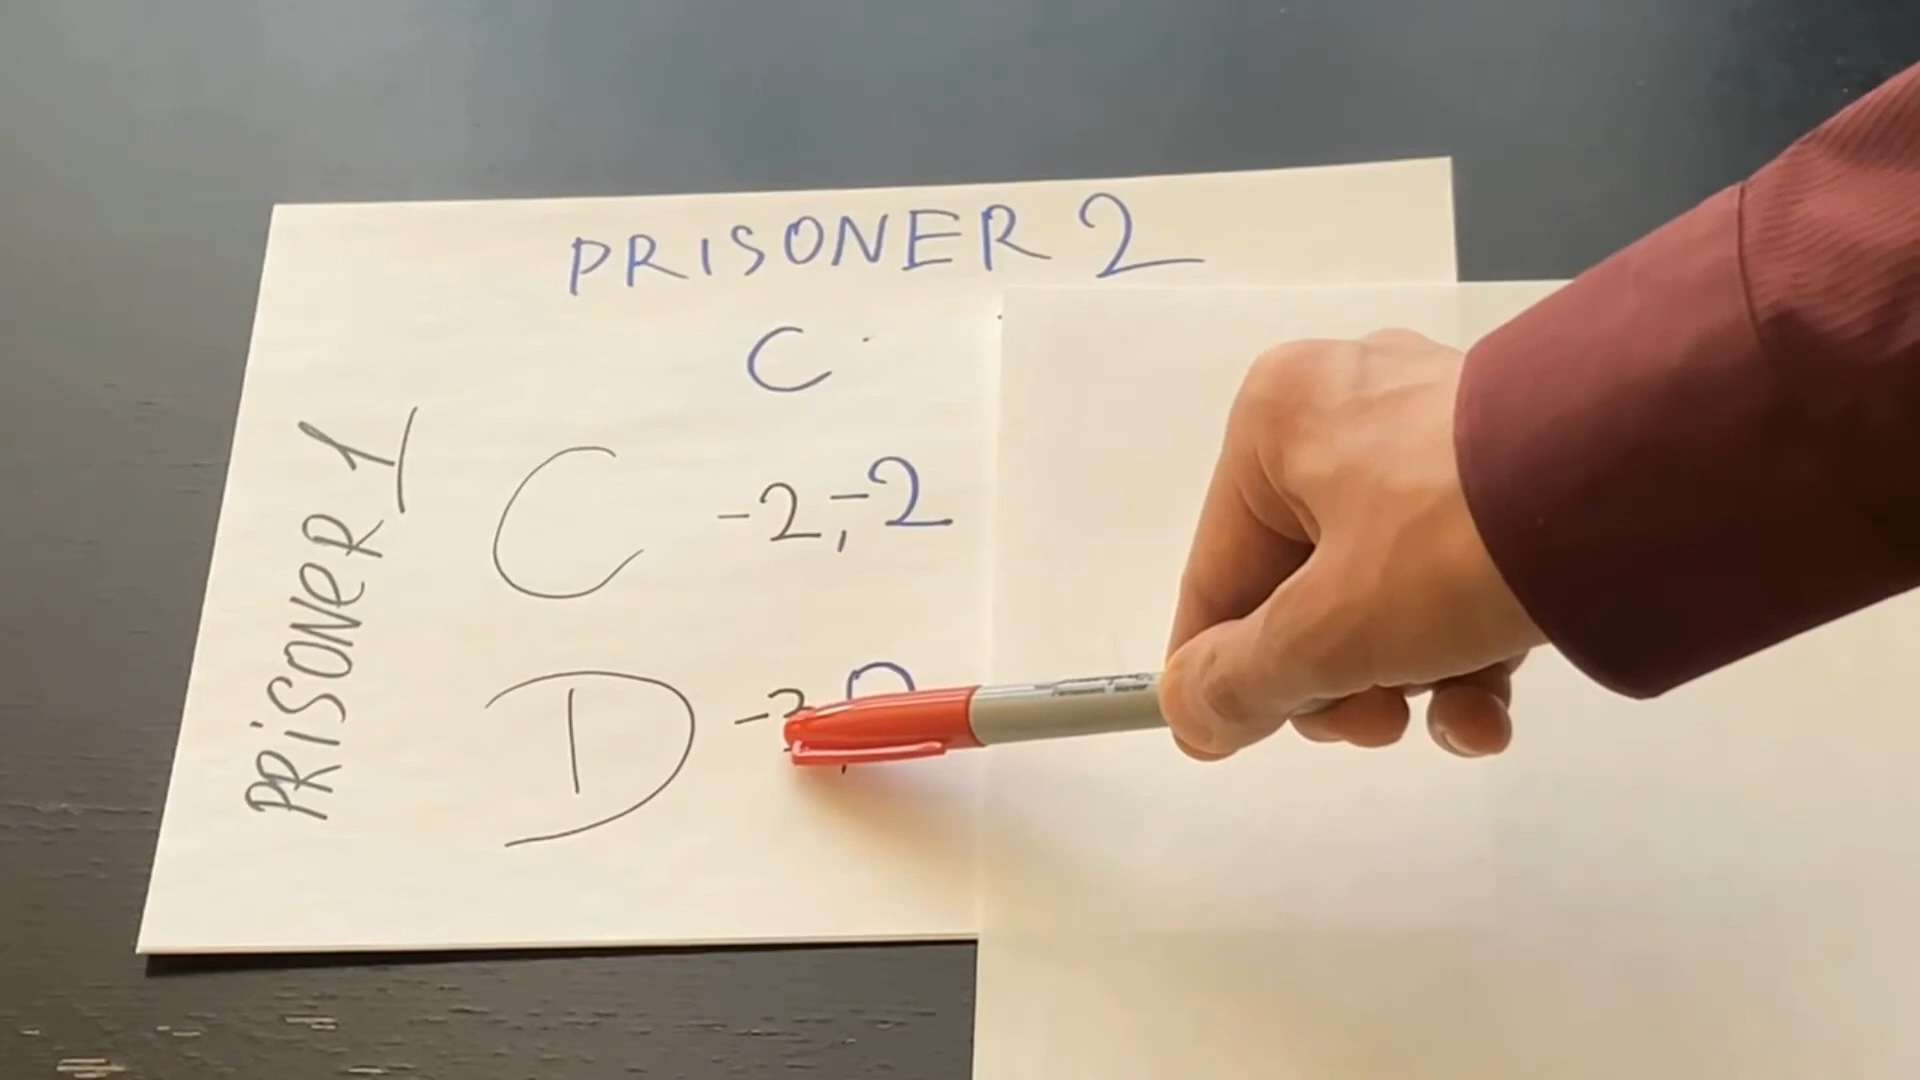 PRISONER 2
C
PRiSONeR 1
C -2,-2
D